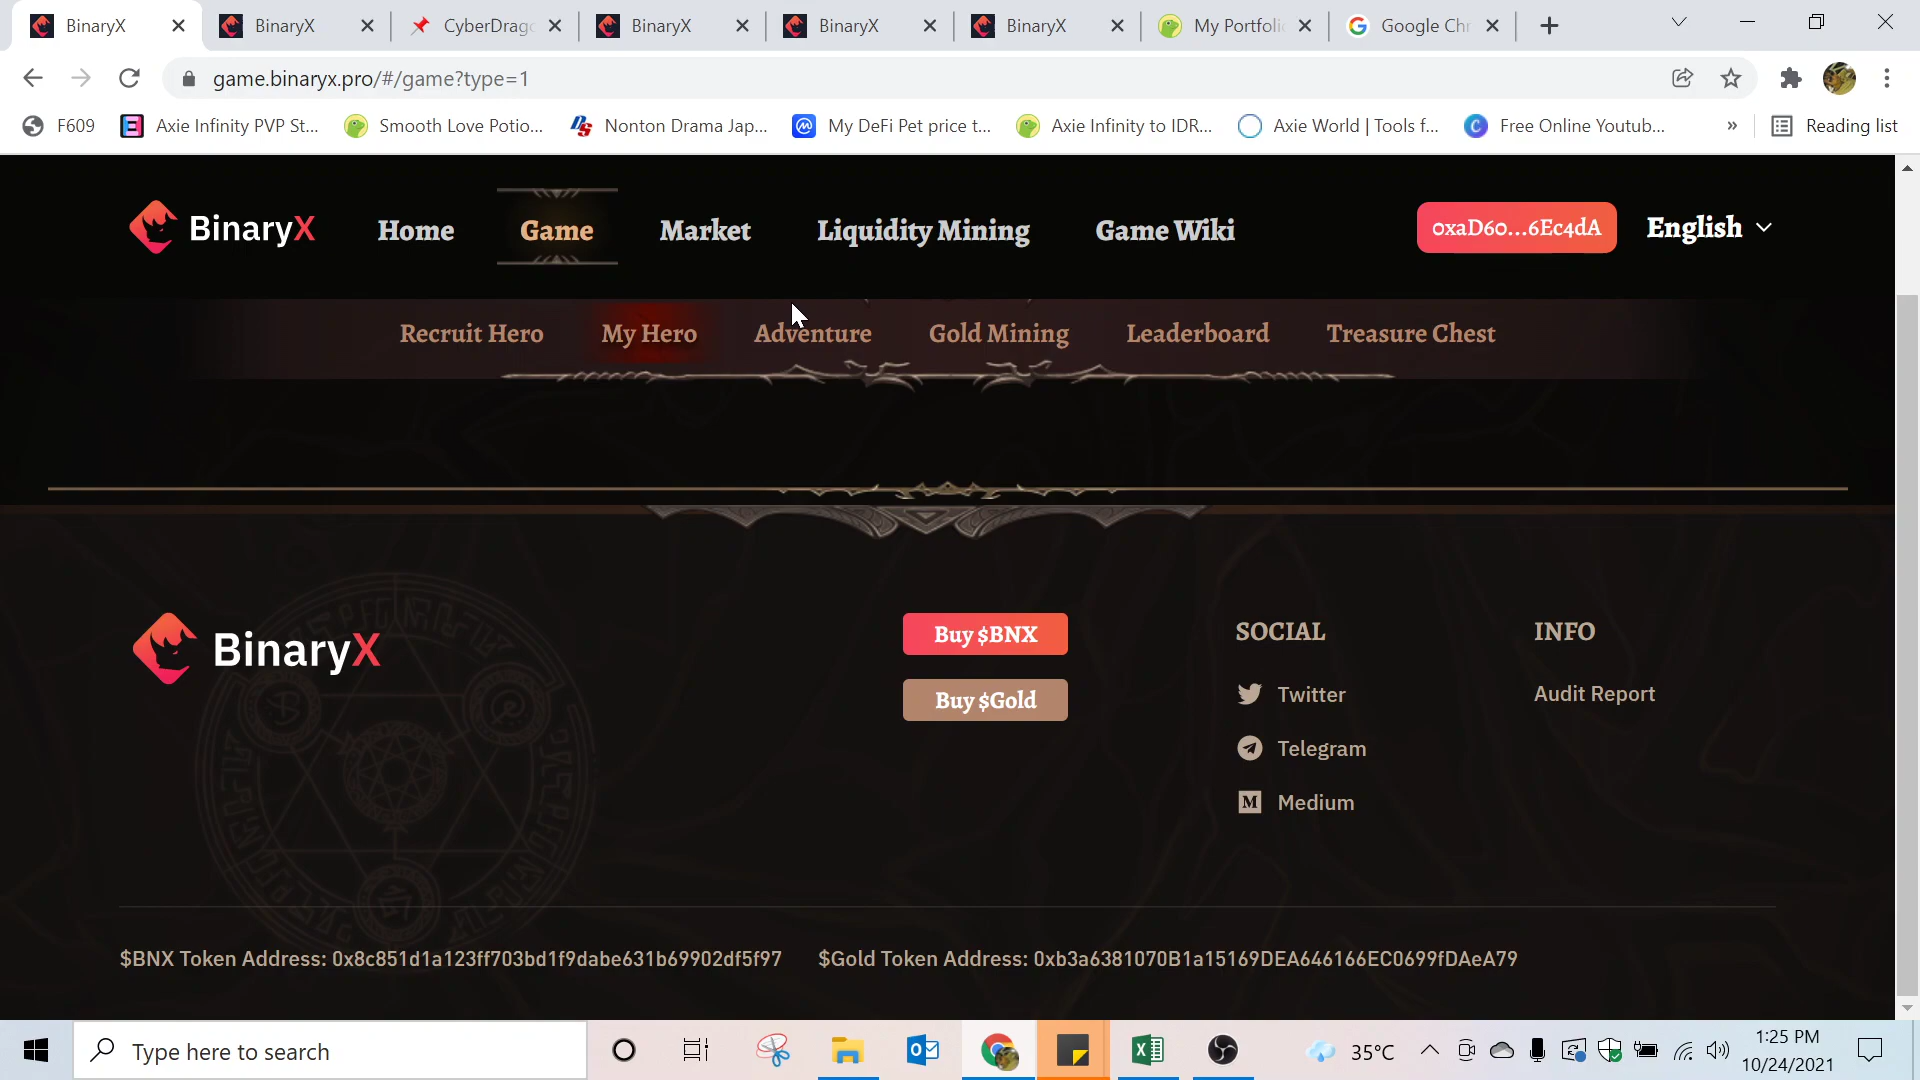 BinaryX
BinaryX
CyberDrago
BinaryX
BinaryX
BinaryX
My Portfoli
Google Chr
game.binaryx.pro/#/game?type=1
F609
Axie Infinity PVP St...
Smooth Love Potio...
Nonton Drama Jap...
My DeFi Pet price t...
Axie Infinity to IDR...
Axie World | Tools f...
Free Online Youtub...
»
Reading list
BinaryX
Home
Game
Market
Liquidity Mining
Game Wiki
0xaD60...6Ec4dA
English
Recruit Hero
My Hero
Adventure
Gold Mining
Leaderboard
Treasure Chest
BinaryX
Buy $BNX
Buy $Gold
SOCIAL
Twitter
Telegram
Medium
INFO
Audit Report
$BNX Token Address: 0x8c851d1a123ff703bd1f9dabe631b69902df5f97
$Gold Token Address: 0xb3a6381070B1a15169DEA646166EC0699fDAeA79
Type here to search
35°C
1:25 PM
10/24/2021